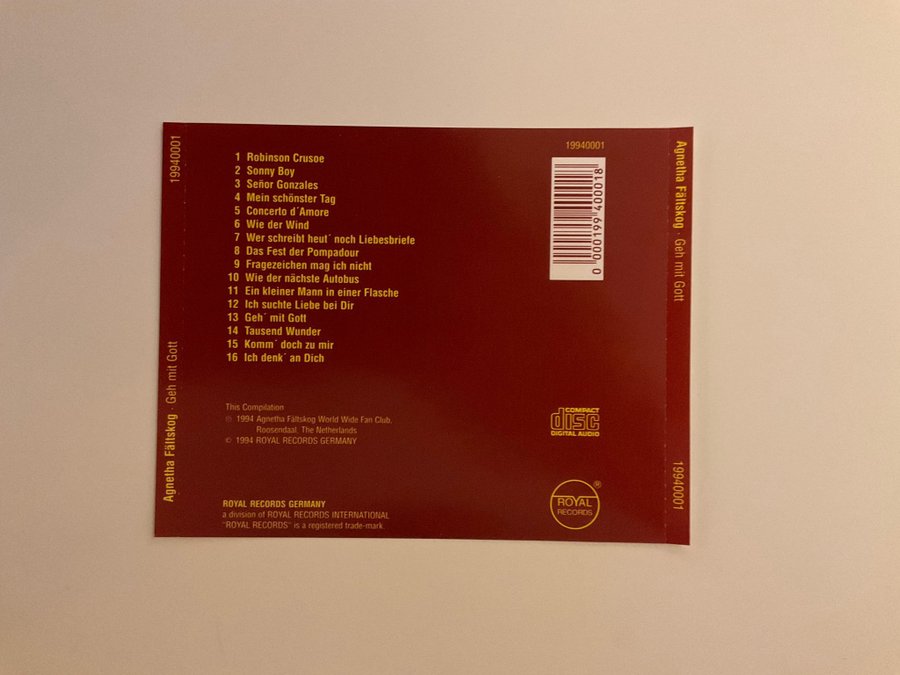 19940001
Agnetha Fältskog · Geh mit Gott
1 Robinson Crusoe
2 Sonny Boy
3 Señor Gonzales
4 Mein schönster Tag
5 Concerto d´Amore
6 Wie der Wind
7 Wer schreibt heut´ noch Liebesbriefe
8 Das Fest der Pompadour
9 Fragezeichen mag ich nicht
10 Wie der nächste Autobus
11 Ein kleiner Mann in einer Flasche
12 Ich suchte Liebe bei Dir
13 Geh´ mit Gott
14 Tausend Wunder
15 Komm´ doch zu mir
16 Ich denk´ an Dich
This Compilation
℗ 1994 Agnetha Fältskog World Wide Fan Club,
Roosendaal, The Netherlands
© 1994 ROYAL RECORDS GERMANY
ROYAL RECORDS GERMANY
a division of ROYAL RECORDS INTERNATIONAL
"ROYAL RECORDS" is a registered trade-mark.
19940001
0 000199 400018
COMPACT
disc
DIGITAL AUDIO
ROYAL
RECORDS
®
Agnetha Fältskog · Geh mit Gott
19940001